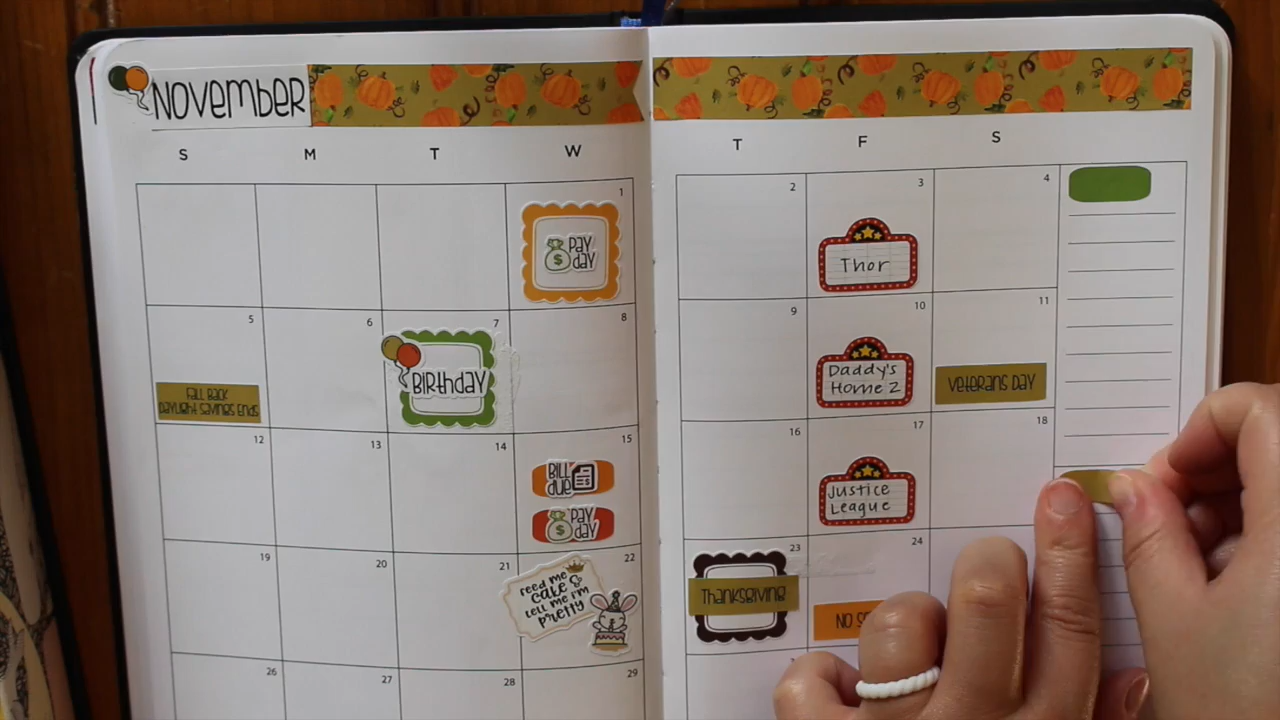 November
S M T W T F S
1 2 3 4
Pay
day
Thor
5 6 7 8 9 10 11
Fall Back
Daylight Savings Ends
Birthday
Daddy's
Home 2
Veterans Day
12 13 14 15 16 17 18
Bill
due
Pay
day
Justice
League
19 20 21 22 23 24
feed me
cake &
tell me I'm
pretty
Thanksgiving
NO
26 27 28 29